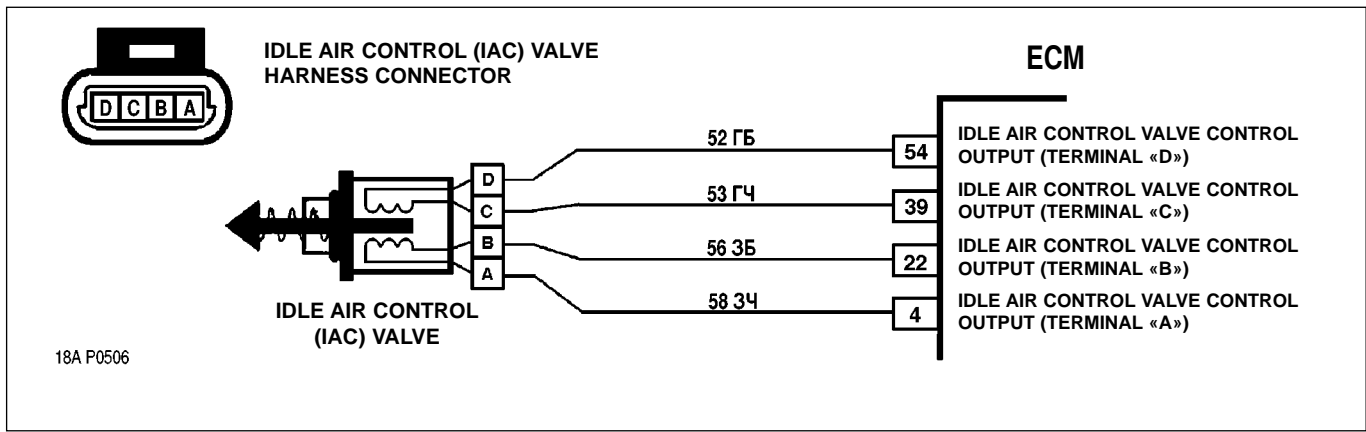 IDLE AIR CONTROL (IAC) VALVE
HARNESS CONNECTOR
D C B A
ECM
D
C
B
A
52 ГБ
53 ГЧ
56 ЗБ
58 ЗЧ
54
IDLE AIR CONTROL VALVE CONTROL
OUTPUT (TERMINAL «D»)
39
IDLE AIR CONTROL VALVE CONTROL
OUTPUT (TERMINAL «C»)
22
IDLE AIR CONTROL VALVE CONTROL
OUTPUT (TERMINAL «B»)
4
IDLE AIR CONTROL VALVE CONTROL
OUTPUT (TERMINAL «A»)
IDLE AIR CONTROL
(IAC) VALVE
18A P0506